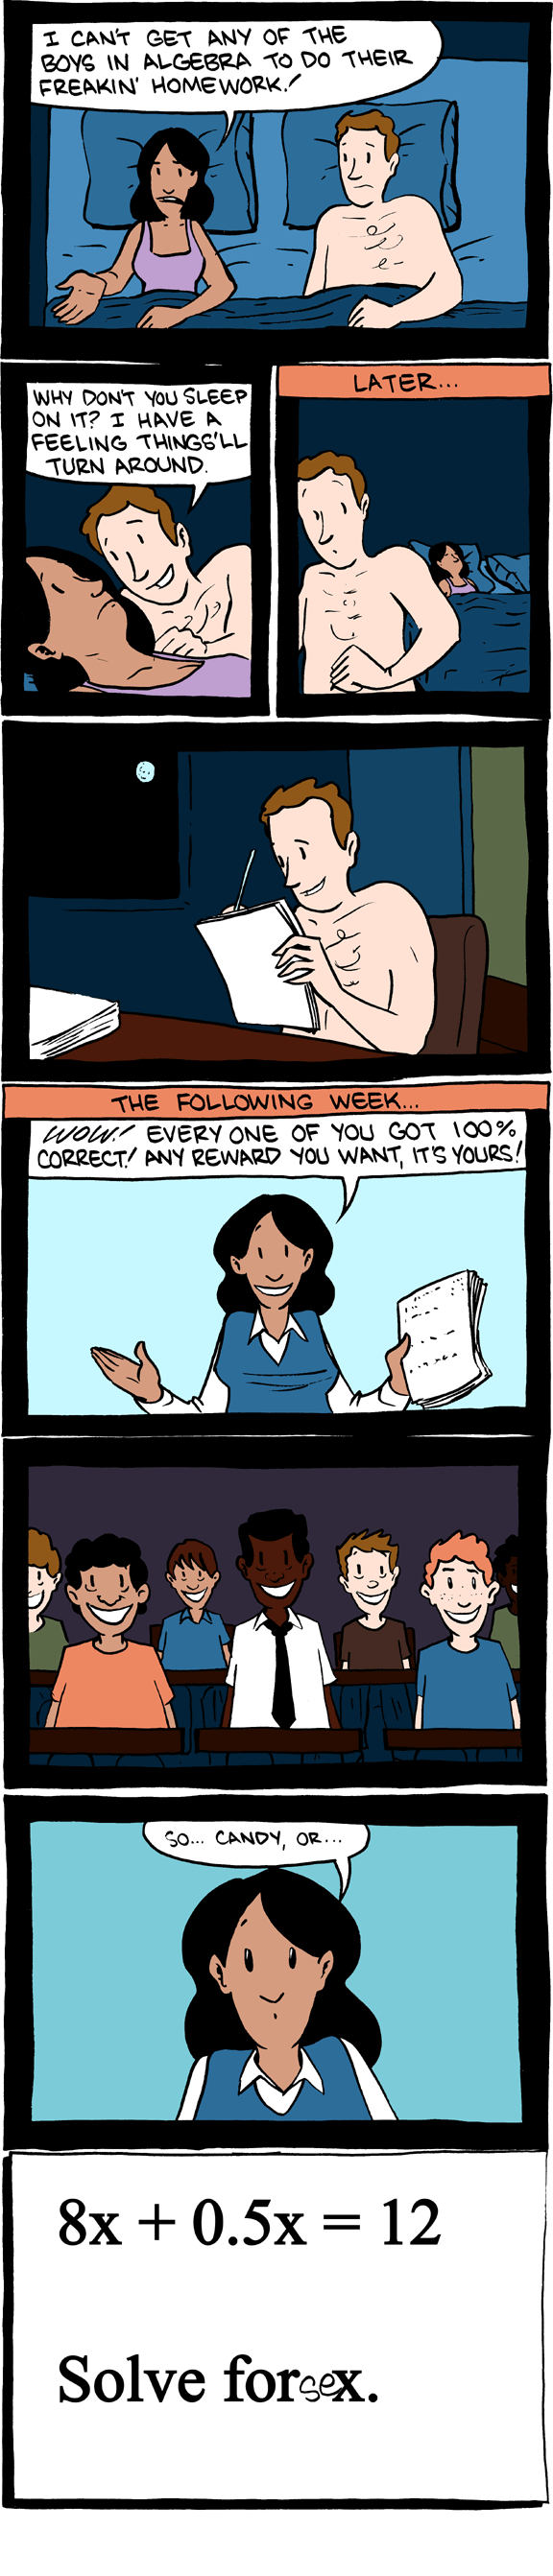 I CAN'T GET ANY OF THE
BOYS IN ALGEBRA TO DO THEIR
FREAKIN' HOMEWORK!
WHY DON'T YOU SLEEP
ON IT? I HAVE A
FEELING THINGS'LL
TURN AROUND.
LATER...
THE FOLLOWING WEEK...
WOW! EVERY ONE OF YOU GOT 100%
CORRECT! ANY REWARD YOU WANT, IT'S YOURS!
SO... CANDY, OR...
8x + 0.5x = 12
Solve for sex.